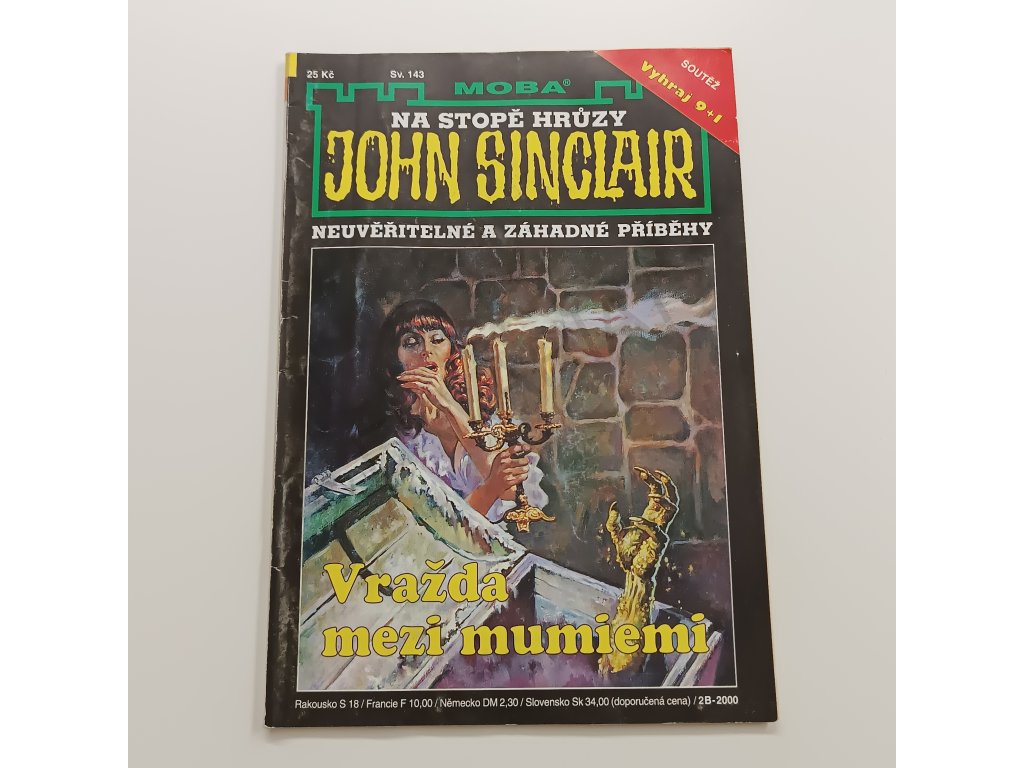 25 Kč Sv. 143
MOBA®
SOUTĚŽ
Vyhraj 9+1
NA STOPĚ HRŮZY
JOHN SINCLAIR
NEUVĚŘITELNÉ A ZÁHADNÉ PŘÍBĚHY
Vražda
mezi mumiemi
Rakousko S 18 / Francie F 10,00 / Německo DM 2,30 / Slovensko Sk 34,00 (doporučená cena) / 2B-2000